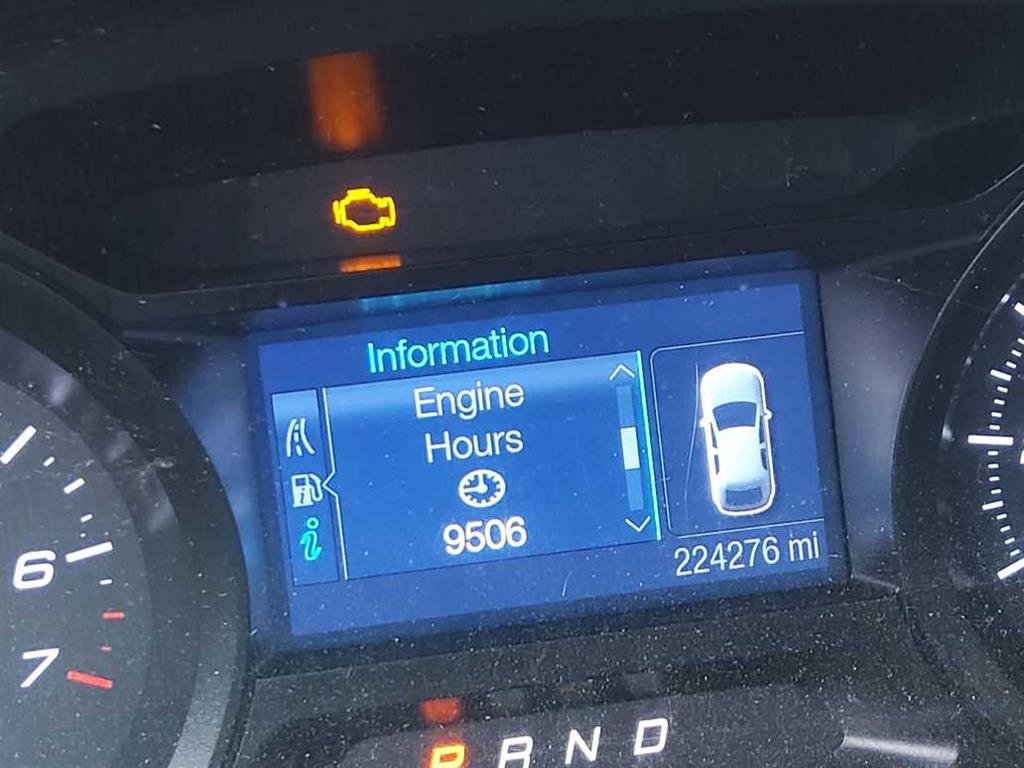 Information
Engine
Hours
i
9506
224276 mi
6
7
P R N D